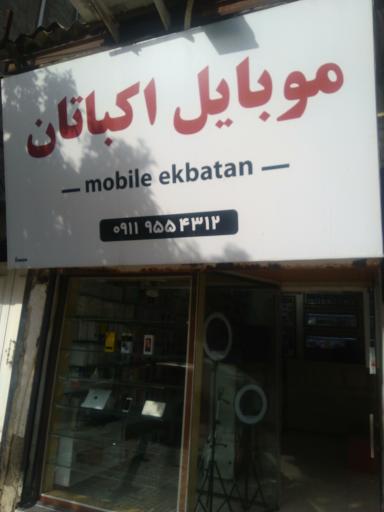 موبایل اکباتان
— mobile ekbatan —
۰۹۱۱ ۹۵۵ ۴۳۱۲